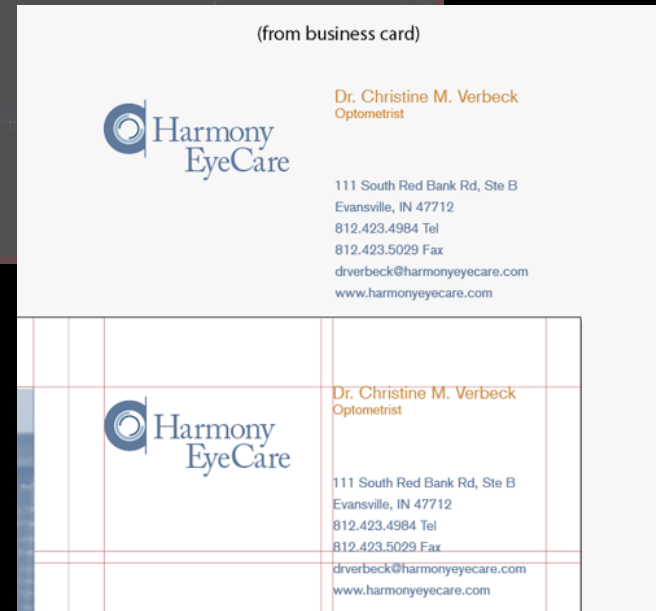 (from business card)
Harmony
EyeCare
Dr. Christine M. Verbeck
Optometrist
111 South Red Bank Rd, Ste B
Evansville, IN 47712
812.423.4984 Tel
812.423.5029 Fax
drverbeck@harmonyeyecare.com
www.harmonyeyecare.com
Harmony
EyeCare
Dr. Christine M. Verbeck
Optometrist
111 South Red Bank Rd, Ste B
Evansville, IN 47712
812.423.4984 Tel
812.423.5029 Fax
drverbeck@harmonyeyecare.com
www.harmonyeyecare.com